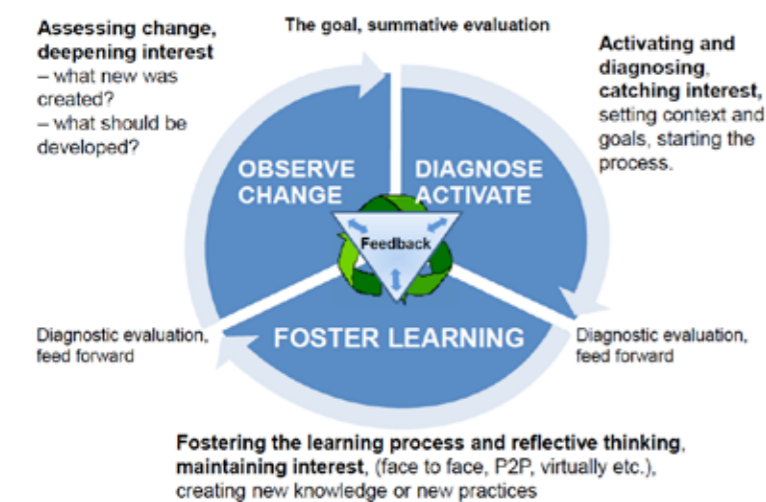 The goal, summative evaluation
Assessing change,
deepening interest
– what new was
created?
– what should be
developed?
Activating and
diagnosing,
catching interest,
setting context and
goals, starting the
process.
OBSERVE
CHANGE
DIAGNOSE
ACTIVATE
Feedback
FOSTER LEARNING
Diagnostic evaluation,
feed forward
Diagnostic evaluation,
feed forward
Fostering the learning process and reflective thinking,
maintaining interest, (face to face, P2P, virtually etc.),
creating new knowledge or new practices